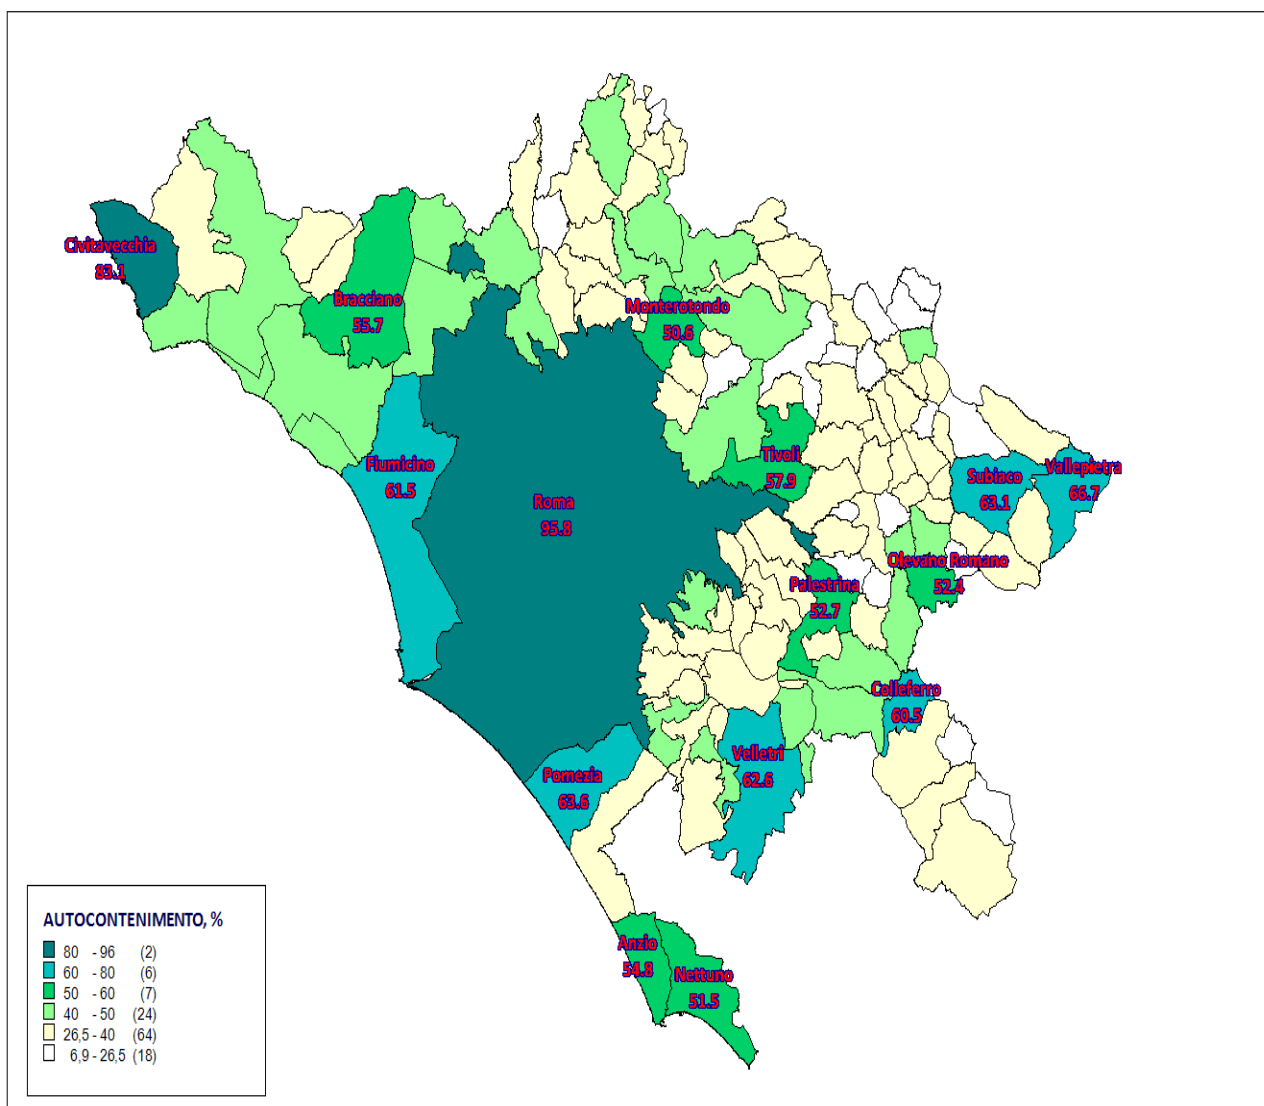 Civitavecchia
83.1
Bracciano
55.7
Monterotondo
50.6
Fiumicino
61.5
Roma
95.8
Tivoli
57.9
Subiaco
63.1
Vallepietra
66.7
Olevano Romano
52.4
Palestrina
52.7
Colleferro
60.5
Velletri
62.6
Pomezia
63.6
Anzio
54.8
Nettuno
51.5
AUTOCONTENIMENTO, %
80 - 96 (2)
60 - 80 (6)
50 - 60 (7)
40 - 50 (24)
26,5 - 40 (64)
6,9 - 26,5 (18)